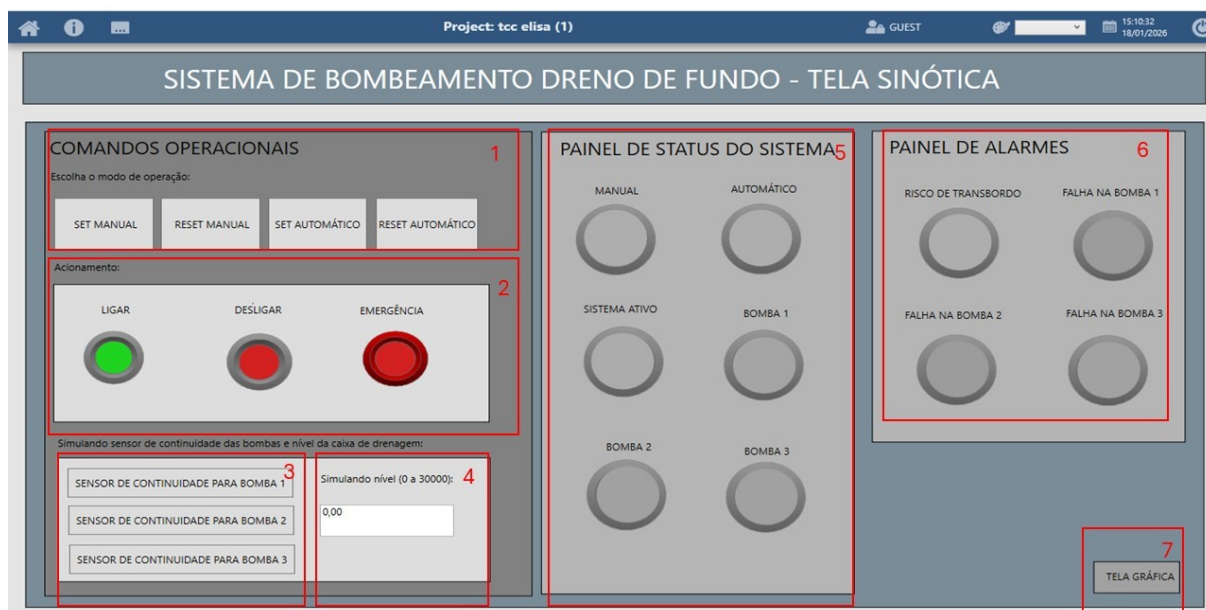 Project: tcc elisa (1)
GUEST
15:10:32
18/01/2026
SISTEMA DE BOMBEAMENTO DRENO DE FUNDO - TELA SINÓTICA
COMANDOS OPERACIONAIS
1
Escolha o modo de operação:
SET MANUAL
RESET MANUAL
SET AUTOMÁTICO
RESET AUTOMÁTICO
Acionamento:
2
LIGAR
DESLIGAR
EMERGÊNCIA
Simulando sensor de continuidade das bombas e nível da caixa de drenagem:
3
SENSOR DE CONTINUIDADE PARA BOMBA 1
SENSOR DE CONTINUIDADE PARA BOMBA 2
SENSOR DE CONTINUIDADE PARA BOMBA 3
4
Simulando nível (0 a 30000):
0,00
PAINEL DE STATUS DO SISTEMA
5
MANUAL
AUTOMÁTICO
SISTEMA ATIVO
BOMBA 1
BOMBA 2
BOMBA 3
PAINEL DE ALARMES
6
RISCO DE TRANSBORDO
FALHA NA BOMBA 1
FALHA NA BOMBA 2
FALHA NA BOMBA 3
7
TELA GRÁFICA